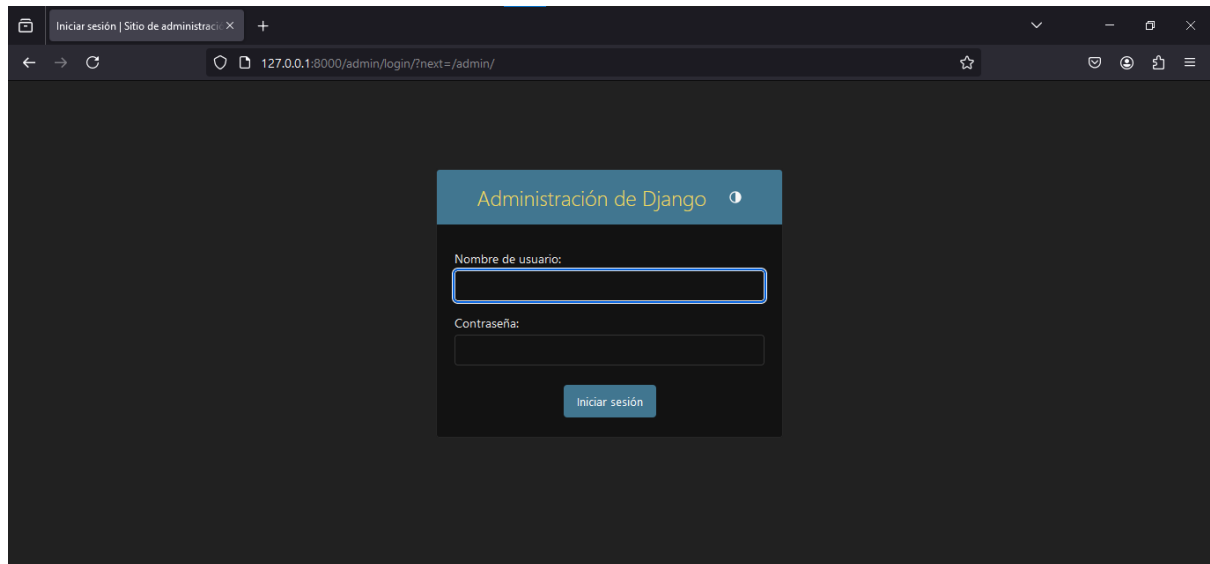 Iniciar sesión | Sitio de administraci
127.0.0.1:8000/admin/login/?next=/admin/
Administración de Django
Nombre de usuario:
Contraseña:
Iniciar sesión